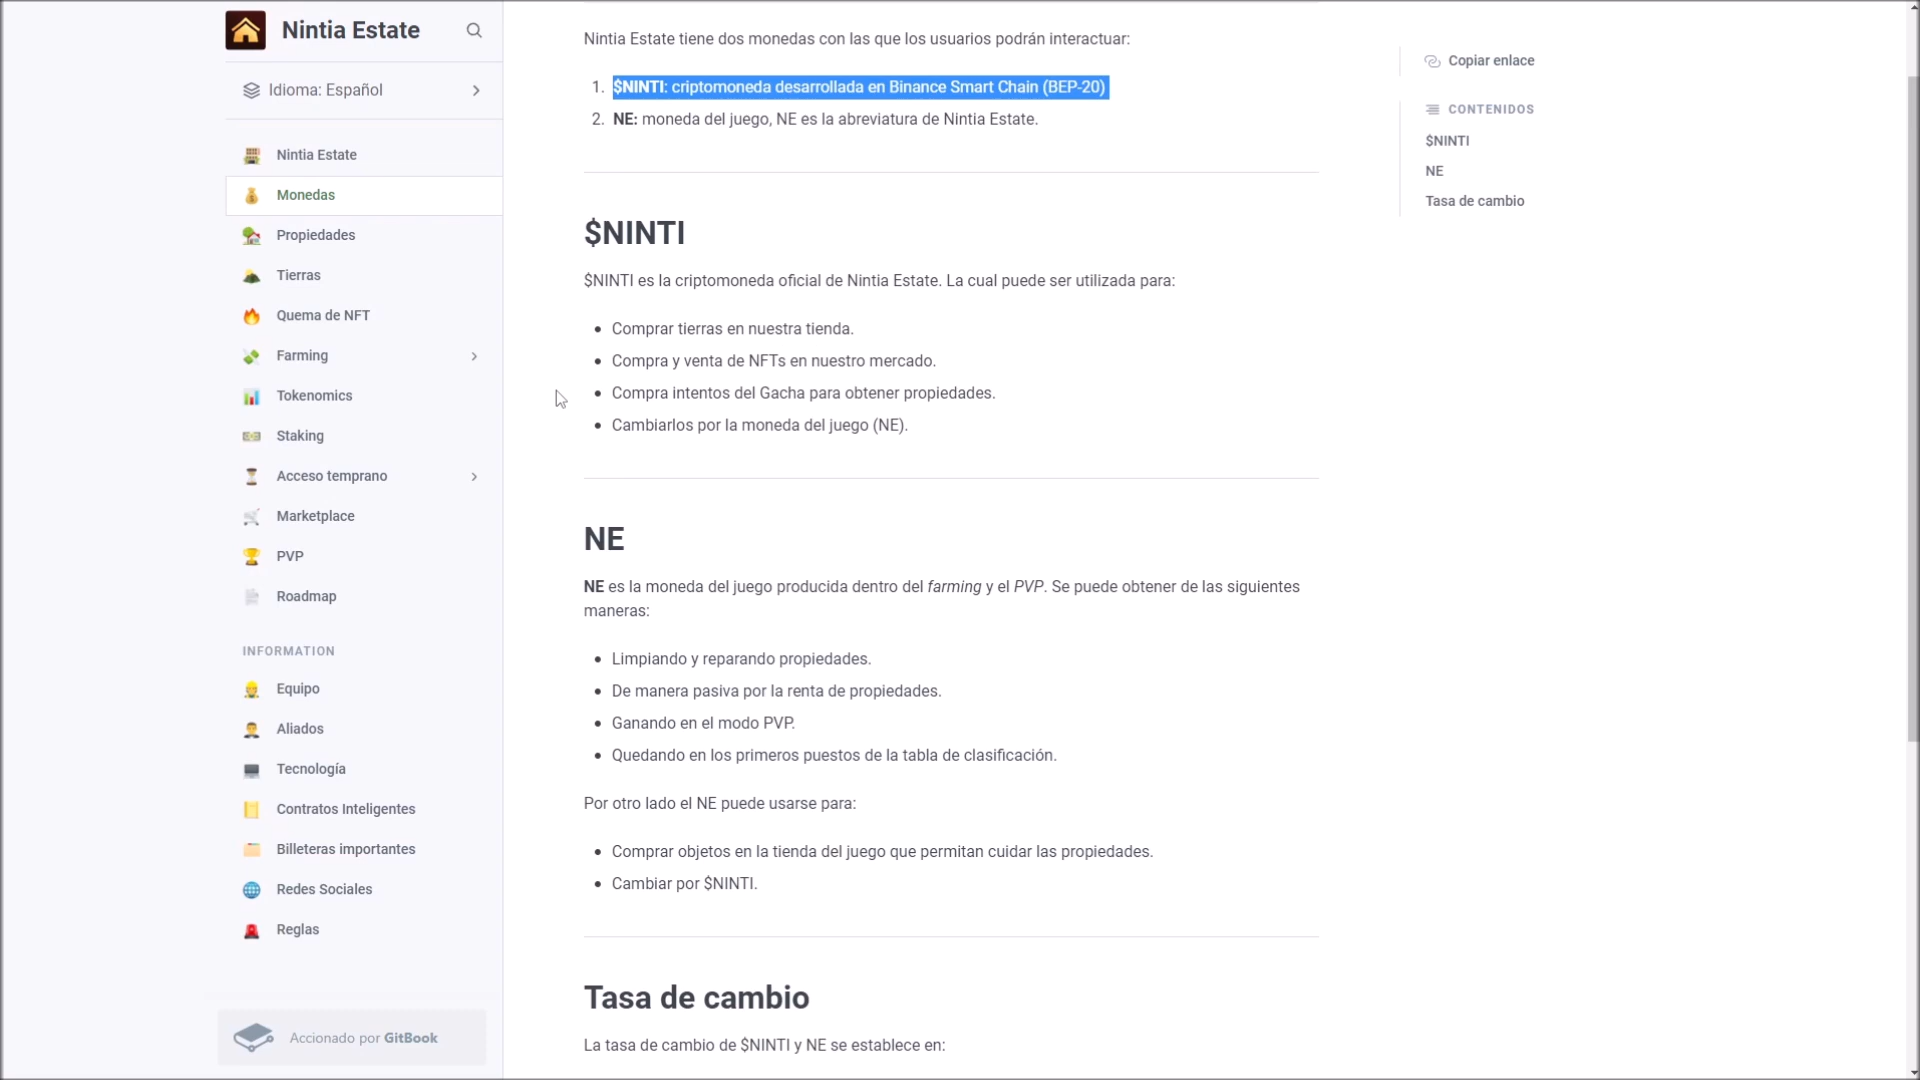 Nintia Estate
Idioma: Español
Nintia Estate
Monedas
Propiedades
Tierras
Quema de NFT
Farming
Tokenomics
Staking
Acceso temprano
Marketplace
PVP
Roadmap
INFORMATION
Equipo
Aliados
Tecnología
Contratos Inteligentes
Billeteras importantes
Redes Sociales
Reglas
Accionado por GitBook
Nintia Estate tiene dos monedas con las que los usuarios podrán interactuar:
1. $NINTI: criptomoneda desarrollada en Binance Smart Chain (BEP-20)
2. NE: moneda del juego, NE es la abreviatura de Nintia Estate.
$NINTI
$NINTI es la criptomoneda oficial de Nintia Estate. La cual puede ser utilizada para:
• Comprar tierras en nuestra tienda.
• Compra y venta de NFTs en nuestro mercado.
• Compra intentos del Gacha para obtener propiedades.
• Cambiarlos por la moneda del juego (NE).
NE
NE es la moneda del juego producida dentro del farming y el PVP. Se puede obtener de las siguientes
maneras:
• Limpiando y reparando propiedades.
• De manera pasiva por la renta de propiedades.
• Ganando en el modo PVP.
• Quedando en los primeros puestos de la tabla de clasificación.
Por otro lado el NE puede usarse para:
• Comprar objetos en la tienda del juego que permitan cuidar las propiedades.
• Cambiar por $NINTI.
Tasa de cambio
La tasa de cambio de $NINTI y NE se establece en:
Copiar enlace
CONTENIDOS
$NINTI
NE
Tasa de cambio